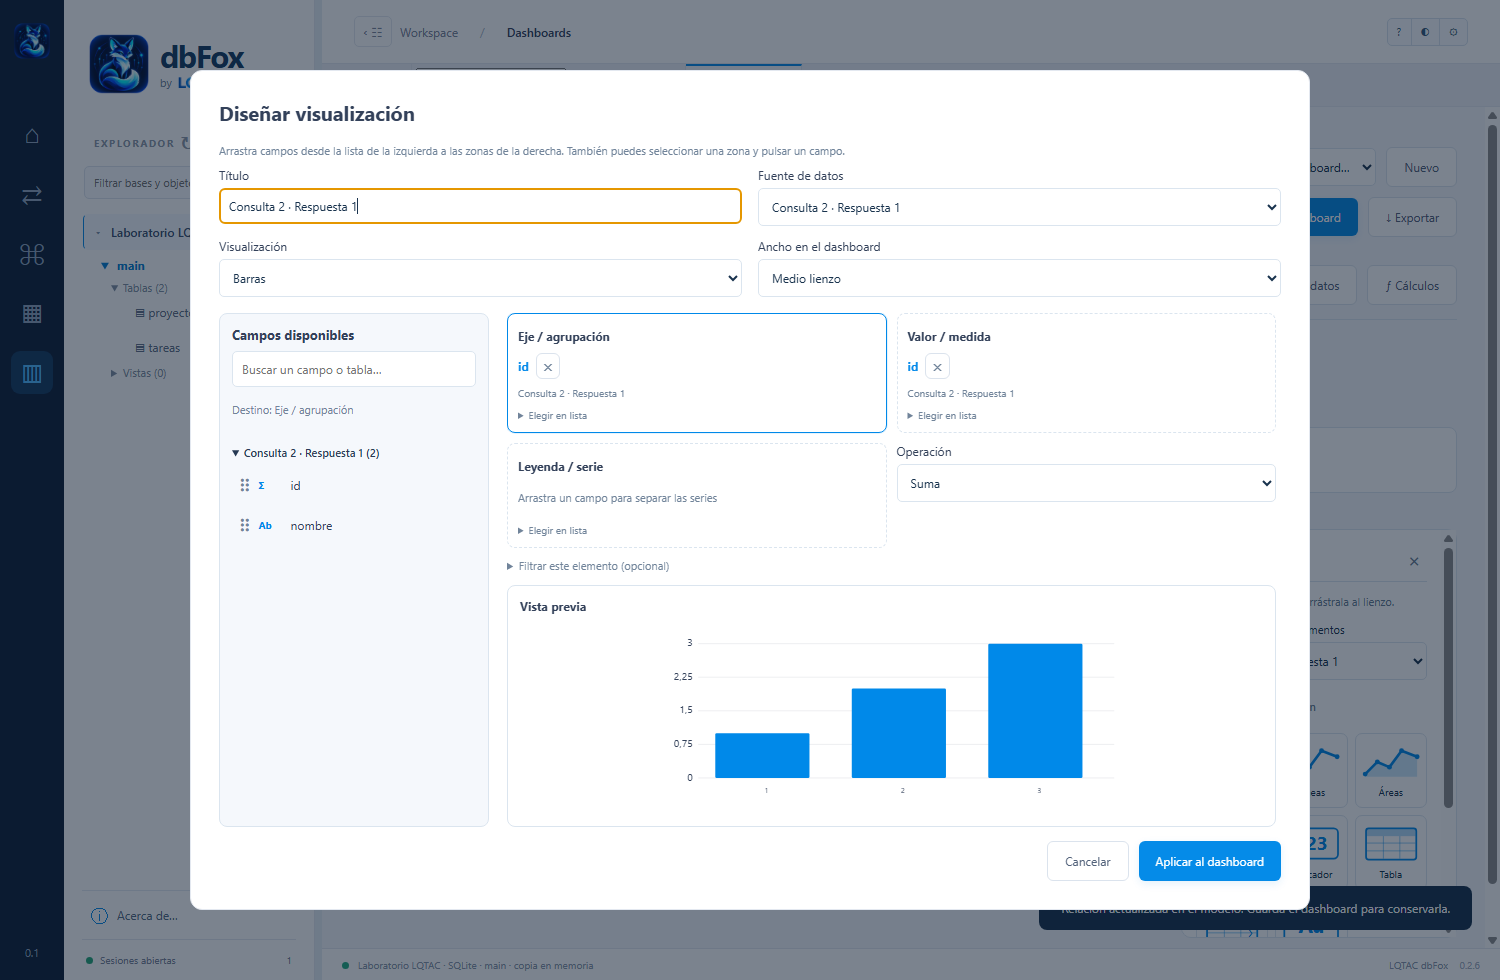 dbFox
by LQ
EXPLORADOR
Filtrar bases y objet
- Laboratorio LQ
main
Tablas (2)
proyect
tareas
Vistas (0)
Acerca de...
Sesiones abiertas 1
0.1
Workspace / Dashboards
?
board...
Nuevo
board
↓ Exportar
datos
ƒ Cálculos
Diseñar visualización
Arrastra campos desde la lista de la izquierda a las zonas de la derecha. También puedes seleccionar una zona y pulsar un campo.
Título
Consulta 2 · Respuesta 1
Fuente de datos
Consulta 2 · Respuesta 1
Visualización
Barras
Ancho en el dashboard
Medio lienzo
Campos disponibles
Buscar un campo o tabla...
Destino: Eje / agrupación
Consulta 2 · Respuesta 1 (2)
Σ id
Ab nombre
Eje / agrupación
id ×
Consulta 2 · Respuesta 1
Elegir en lista
Valor / medida
id ×
Consulta 2 · Respuesta 1
Elegir en lista
Leyenda / serie
Arrastra un campo para separar las series
Elegir en lista
Operación
Suma
Filtrar este elemento (opcional)
Vista previa
3
2,25
1,5
0,75
0
1 2 3
Cancelar
Aplicar al dashboard
rrástrala al lienzo.
mentos
esta 1
n
eas
Áreas
23
cador
Tabla
Relación actualizada en el modelo. Guarda el dashboard para conservarla.
Laboratorio LQTAC · SQLite · main · copia en memoria
LQTAC dbFox 0.2.6